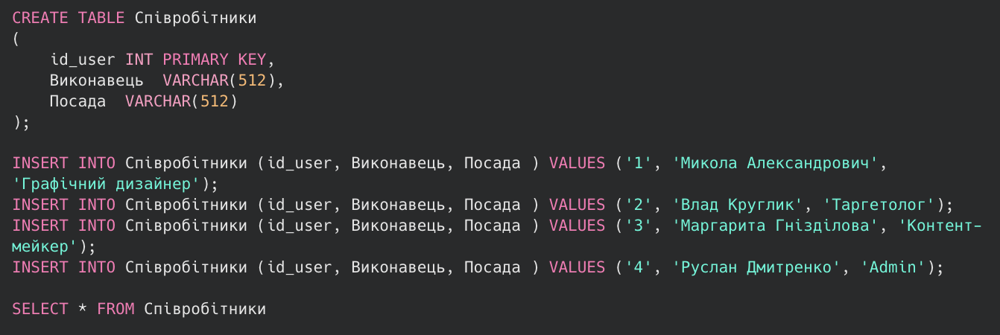 CREATE TABLE Співробітники
(
    id_user INT PRIMARY KEY,
    Виконавець  VARCHAR(512),
    Посада  VARCHAR(512)
);

INSERT INTO Співробітники (id_user, Виконавець, Посада ) VALUES ('1', 'Микола Александрович',
'Графічний дизайнер');
INSERT INTO Співробітники (id_user, Виконавець, Посада ) VALUES ('2', 'Влад Круглик', 'Таргетолог');
INSERT INTO Співробітники (id_user, Виконавець, Посада ) VALUES ('3', 'Маргарита Гнізділова', 'Контент-
мейкер');
INSERT INTO Співробітники (id_user, Виконавець, Посада ) VALUES ('4', 'Руслан Дмитренко', 'Admin');

SELECT * FROM Співробітники